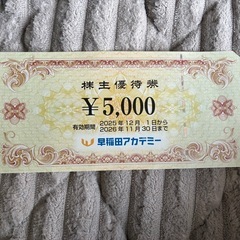 株主優待券
¥5,000
有効期間
2025年12月 1日から
2026年11月30日まで
早稲田アカデミー